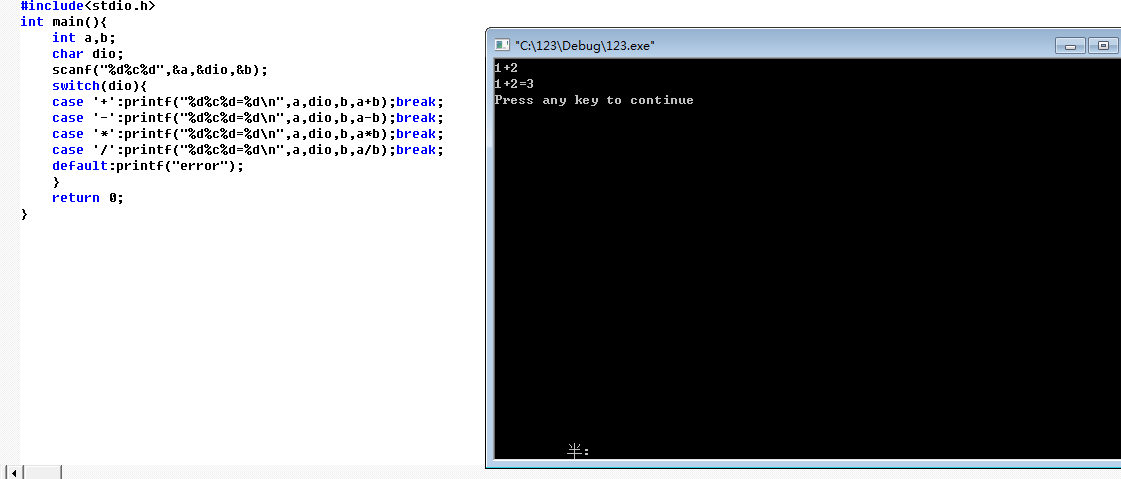 #include<stdio.h>
int main(){
    int a,b;
    char dio;
    scanf("%d%c%d",&a,&dio,&b);
    switch(dio){
    case '+':printf("%d%c%d=%d\n",a,dio,b,a+b);break;
    case '-':printf("%d%c%d=%d\n",a,dio,b,a-b);break;
    case '*':printf("%d%c%d=%d\n",a,dio,b,a*b);break;
    case '/':printf("%d%c%d=%d\n",a,dio,b,a/b);break;
    default:printf("error");
    }
    return 0;
}
"C:\123\Debug\123.exe"
1+2
1+2=3
Press any key to continue
半: